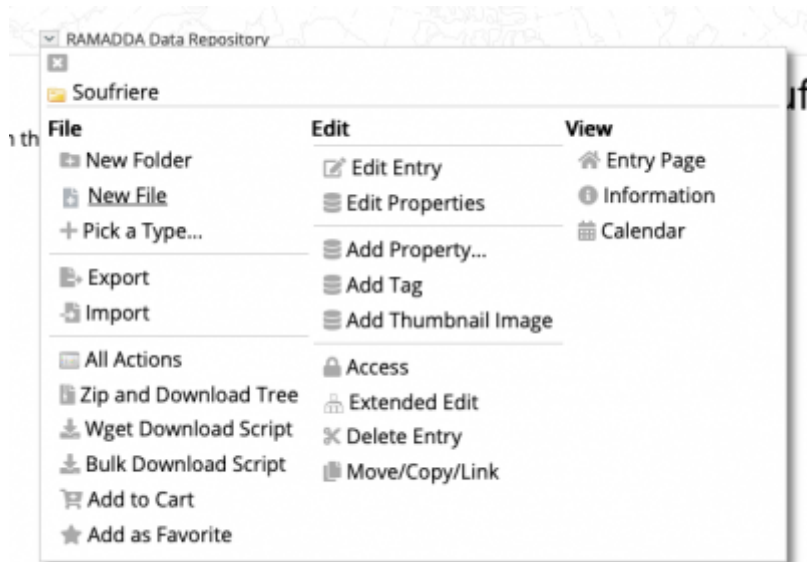 RAMADDA Data Repository
Soufriere
File
New Folder
New File
Pick a Type...
Export
Import
All Actions
Zip and Download Tree
Wget Download Script
Bulk Download Script
Add to Cart
Add as Favorite
Edit
Edit Entry
Edit Properties
Add Property...
Add Tag
Add Thumbnail Image
Access
Extended Edit
Delete Entry
Move/Copy/Link
View
Entry Page
Information
Calendar